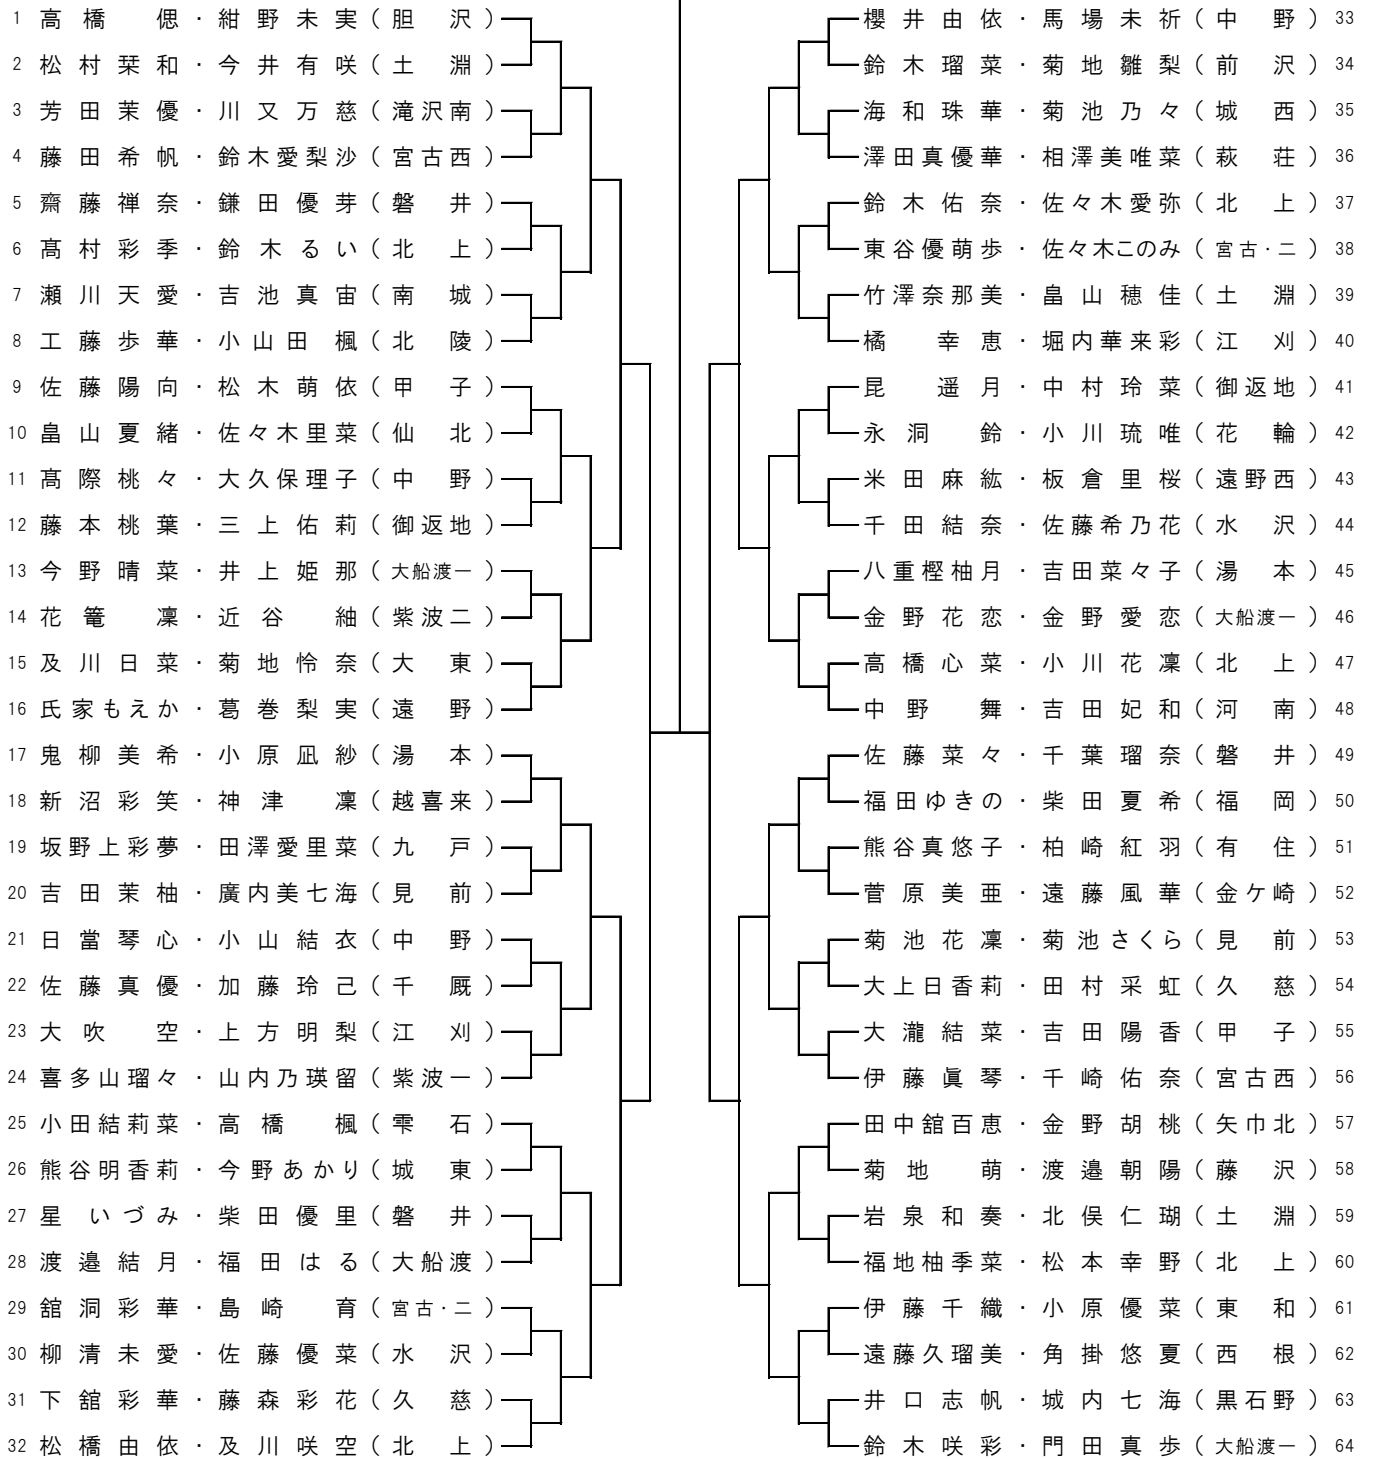 1 高橋 偲・紺野未実（胆沢）
2 松村栞和・今井有咲（土淵）
3 芳田茉優・川又万慈（滝沢南）
4 藤田希帆・鈴木愛梨沙（宮古西）
5 齋藤禅奈・鎌田優芽（磐井）
6 髙村彩季・鈴木るい（北上）
7 瀬川天愛・吉池真宙（南城）
8 工藤歩華・小山田楓（北陵）
9 佐藤陽向・松木萌依（甲子）
10 畠山夏緒・佐々木里菜（仙北）
11 髙際桃々・大久保理子（中野）
12 藤本桃葉・三上佑莉（御返地）
13 今野晴菜・井上姫那（大船渡一）
14 花篭 凜・近谷 紬（紫波二）
15 及川日菜・菊地怜奈（大東）
16 氏家もえか・葛巻梨実（遠野）
17 鬼柳美希・小原凪紗（湯本）
18 新沼彩笑・神津 凜（越喜来）
19 坂野上彩夢・田澤愛里菜（九戸）
20 吉田茉柚・廣内美七海（見前）
21 日當琴心・小山結衣（中野）
22 佐藤真優・加藤玲己（千厩）
23 大吹 空・上方明梨（江刈）
24 喜多山瑠々・山内乃瑛留（紫波一）
25 小田結莉菜・高橋 楓（雫石）
26 熊谷明香莉・今野あかり（城東）
27 星 いづみ・柴田優里（磐井）
28 渡邉結月・福田はる（大船渡）
29 舘洞彩華・島崎 育（宮古・二）
30 柳清未愛・佐藤優菜（水沢）
31 下舘彩華・藤森彩花（久慈）
32 松橋由依・及川咲空（北上）
櫻井由依・馬場未祈（中野）33
鈴木瑠菜・菊地雛梨（前沢）34
海和珠華・菊池乃々（城西）35
澤田真優華・相澤美唯菜（萩荘）36
鈴木佑奈・佐々木愛弥（北上）37
東谷優萌歩・佐々木このみ（宮古・二）38
竹澤奈那美・畠山穂佳（土淵）39
橘 幸恵・堀内華来彩（江刈）40
昆 遥月・中村玲菜（御返地）41
永洞 鈴・小川琉唯（花輪）42
米田麻紘・板倉里桜（遠野西）43
千田結奈・佐藤希乃花（水沢）44
八重樫柚月・吉田菜々子（湯本）45
金野花恋・金野愛恋（大船渡一）46
高橋心菜・小川花凜（北上）47
中野 舞・吉田妃和（河南）48
佐藤菜々・千葉瑠奈（磐井）49
福田ゆきの・柴田夏希（福岡）50
熊谷真悠子・柏崎紅羽（有住）51
菅原美亜・遠藤風華（金ケ崎）52
菊池花凜・菊池さくら（見前）53
大上日香莉・田村采虹（久慈）54
大瀧結菜・吉田陽香（甲子）55
伊藤眞琴・千崎佑奈（宮古西）56
田中舘百恵・金野胡桃（矢巾北）57
菊地 萌・渡邉朝陽（藤沢）58
岩泉和奏・北俣仁瑚（土淵）59
福地柚季菜・松本幸野（北上）60
伊藤千織・小原優菜（東和）61
遠藤久瑠美・角掛悠夏（西根）62
井口志帆・城内七海（黒石野）63
鈴木咲彩・門田真歩（大船渡一）64